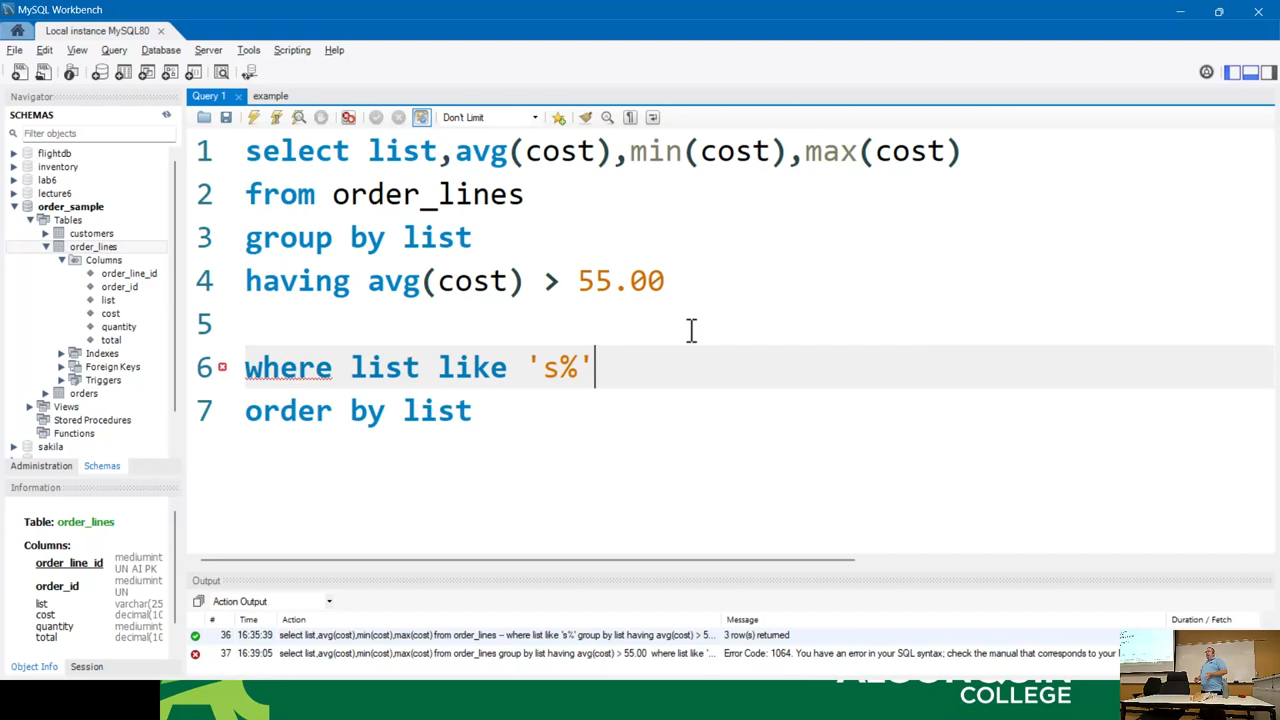 MySQL Workbench
Local instance MySQL80
File Edit View Query Database Server Tools Scripting Help
Navigator
SCHEMAS
Filter objects
flightdb
inventory
lab6
lecture6
order_sample
Tables
customers
order_lines
Columns
order_line_id
order_id
list
cost
quantity
total
Indexes
Foreign Keys
Triggers
orders
Views
Stored Procedures
Functions
sakila
Administration Schemas
Information
Table: order_lines
Columns:
order_line_id mediumint UN AI PK
order_id mediumint UN
list varchar(25
cost decimal(10
quantity mediumint
total decimal(10
Object Info Session
Query 1 example
Don't Limit
1 select list,avg(cost),min(cost),max(cost)
2 from order_lines
3 group by list
4 having avg(cost) > 55.00
5
6 where list like 's%'
7 order by list
Output
Action Output
# Time Action Message Duration / Fetch
36 16:35:39 select list,avg(cost),min(cost),max(cost) from order_lines -- where list like 's%' group by list having avg(cost) > 5... 3 row(s) returned
37 16:39:05 select list,avg(cost),min(cost),max(cost) from order_lines group by list having avg(cost) > 55.00 where list like '... Error Code: 1064. You have an error in your SQL syntax; check the manual that corresponds to your
COLLEGE